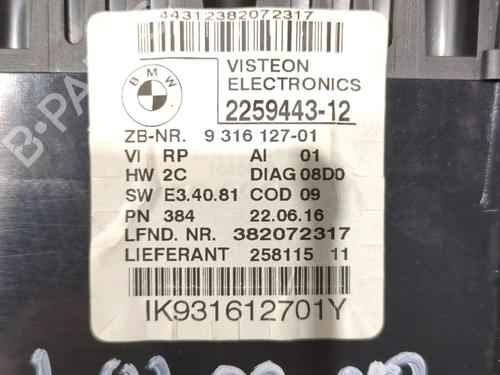 44312382072317
BMW
VISTEON
ELECTRONICS
2259443-12
ZB-NR. 9 316 127-01
VI RP AI 01
HW 2C DIAG 08D0
SW E3.40.81 COD 09
PN 384 22.06.16
LFND. NR. 382072317
LIEFERANT 258115 11
IK931612701Y